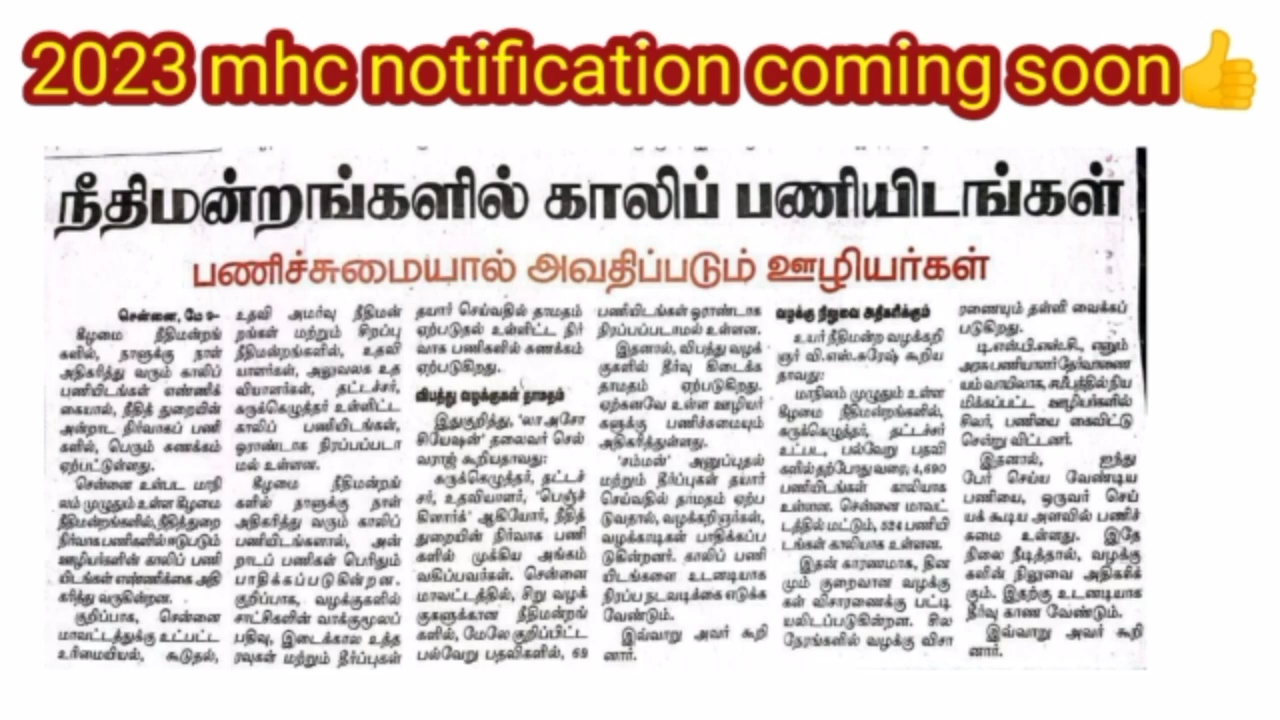 2023 mhc notification coming soon👍
நீதிமன்றங்களில் காலிப் பணியிடங்கள்
பணிச்சுமையால் அவதிப்படும் ஊழியர்கள்
சென்னை, மே 9-
கீழமை நீதிமன்றங்
களில், நாளுக்கு நாள்
அதிகரித்து வரும் காலிப்
பணியிடங்கள் எண்ணிக்
கையால், நீதித் துறையின்
அன்றாட நிர்வாகப் பணி
களில், பெரும் சுணக்கம்
ஏற்பட்டுள்ளது.
சென்னை உள்பட மாநி
லம் முழுதும் உள்ள கீழமை
நீதிமன்றங்களில், நீதித்துறை
நிர்வாக பணிகளில் ஈடுபடும்
ஊழியர்களின் காலிப் பணி
யிடங்கள் எண்ணிக்கை அதி
கரித்து வருகின்றன.
குறிப்பாக, சென்னை
மாவட்டத்துக்கு உட்பட்ட
உரிமையியல், கூடுதல்,
உதவி அமர்வு நீதிமன்
றங்கள் மற்றும் சிறப்பு
நீதிமன்றங்களில், உதவி
யாளர்கள், அலுவலக உத
வியாளர்கள், தட்டச்சர்,
சுருக்கெழுத்தர் உள்ளிட்ட
காலிப் பணியிடங்கள்,
ஓராண்டாக நிரப்பப்படா
மல் உள்ளன.
கீழமை நீதிமன்றங்
களில் நாளுக்கு நாள்
அதிகரித்து வரும் காலிப்
பணியிடங்களால், அன்
றாடப் பணிகள் பெரிதும்
பாதிக்கப்படுகின்றன.
குறிப்பாக, வழக்குகளில்
சாட்சிகளின் வாக்குமூலப்
பதிவு, இடைக்கால உத்த
ரவுகள் மற்றும் தீர்ப்புகள்
தயார் செய்வதில் தாமதம்
ஏற்படுதல் உள்ளிட்ட நிர்
வாக பணிகளில் சுணக்கம்
ஏற்படுகிறது.
விபத்து வழக்குகள் தாமதம்
இதுகுறித்து, 'லா அசோ
சியேஷன்' தலைவர் செல்
வராஜ் கூறியதாவது:
சுருக்கெழுத்தர், தட்டச்
சர், உதவியாளர், 'பெஞ்ச்
கிளார்க்' ஆகியோர், நீதித்
துறையின் நிர்வாக பணி
களில் முக்கிய அங்கம்
வகிப்பவர்கள். சென்னை
மாவட்டத்தில், சிறு வழக்
குகளுக்கான நீதிமன்றங்
களில், மேலே குறிப்பிட்ட
பல்வேறு பதவிகளில், 69
பணியிடங்கள் ஓராண்டாக
நிரப்பப்படாமல் உள்ளன.
இதனால், விபத்து வழக்
குகளில் தீர்வு கிடைக்க
தாமதம் ஏற்படுகிறது.
ஏற்கனவே உள்ள ஊழியர்
களுக்கு பணிச்சுமையும்
அதிகரித்துள்ளது.
'சம்மன்' அனுப்புதல்
மற்றும் தீர்ப்புகள் தயார்
செய்வதில் தாமதம் ஏற்ப
டுவதால், வழக்கறிஞர்கள்,
வழக்காடிகள் பாதிக்கப்ப
டுகின்றனர். காலிப் பணி
யிடங்களை உடனடியாக
நிரப்ப நடவடிக்கை எடுக்க
வேண்டும்.
இவ்வாறு அவர் கூறி
னார்.
வழக்கு நிலுவை அதிகரிக்கும்
உயர் நீதிமன்ற வழக்கறி
ஞர் வி.எஸ்.சுரேஷ் கூறிய
தாவது:
மாநிலம் முழுதும் உள்ள
கீழமை நீதிமன்றங்களில்,
சுருக்கெழுத்தர், தட்டச்சர்
உட்பட, பல்வேறு பதவி
களில் தற்போது வரை, 4,690
பணியிடங்கள் காலியாக
உள்ளன. சென்னை மாவட்
டத்தில் மட்டும், 524 பணியி
டங்கள் காலியாக உள்ளன.
இதன் காரணமாக, தின
மும் குறைவான வழக்கு
கள் விசாரணைக்கு பட்டி
யலிடப்படுகின்றன. சில
நேரங்களில் வழக்கு விசா
ரணையும் தள்ளி வைக்கப்
படுகிறது.
டி.என்.பி.எஸ்.சி., எனும்
அரசு பணியாளர் தேர்வாணை
யம் வாயிலாக, சமீபத்தில் நிய
மிக்கப்பட்ட ஊழியர்களில்
சிலர், பணியை கைவிட்டு
சென்று விட்டனர்.
இதனால், ஐந்து
பேர் செய்ய வேண்டிய
பணியை, ஒருவர் செய்
யக் கூடிய அளவில் பணிச்
சுமை உள்ளது. இதே
நிலை நீடித்தால், வழக்கு
களின் நிலுவை அதிகரிக்
கும். இதற்கு உடனடியாக
தீர்வு காண வேண்டும்.
இவ்வாறு அவர் கூறி
னார்.